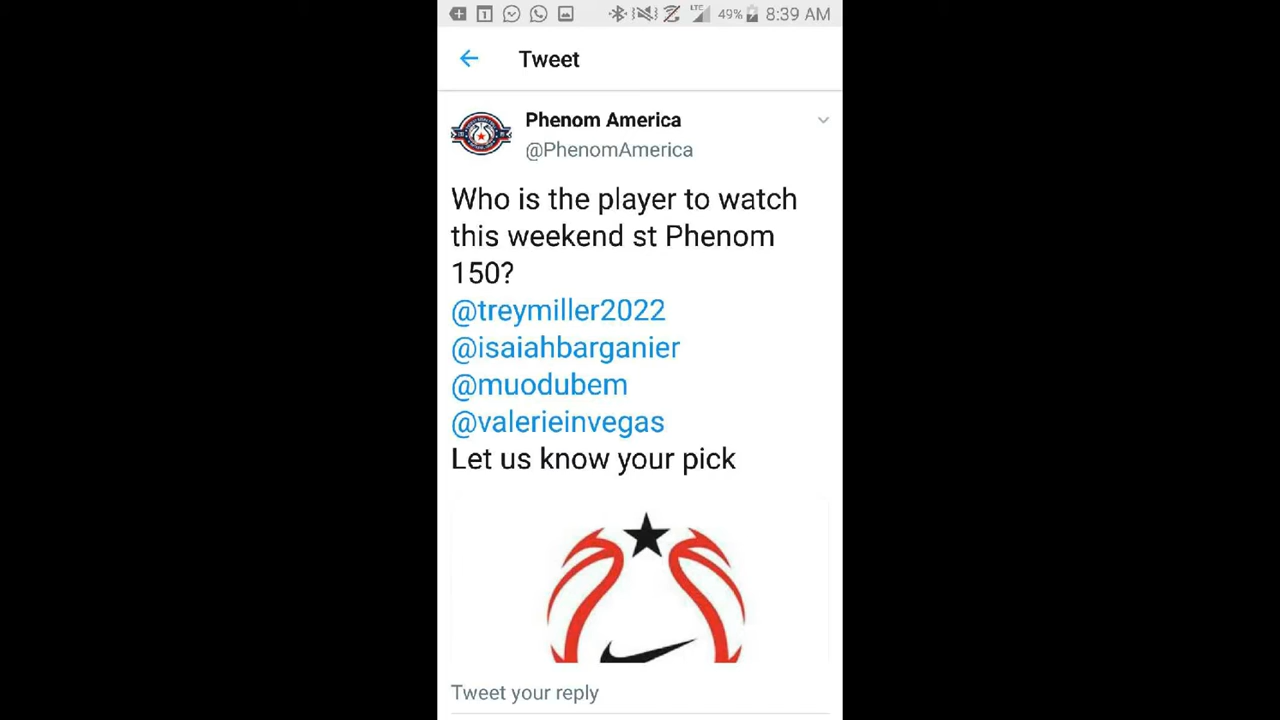 LTE 49% 8:39 AM
Tweet
Phenom America
@PhenomAmerica
Who is the player to watch
this weekend st Phenom
150?
@treymiller2022
@isaiahbarganier
@muodubem
@valerieinvegas
Let us know your pick
Tweet your reply